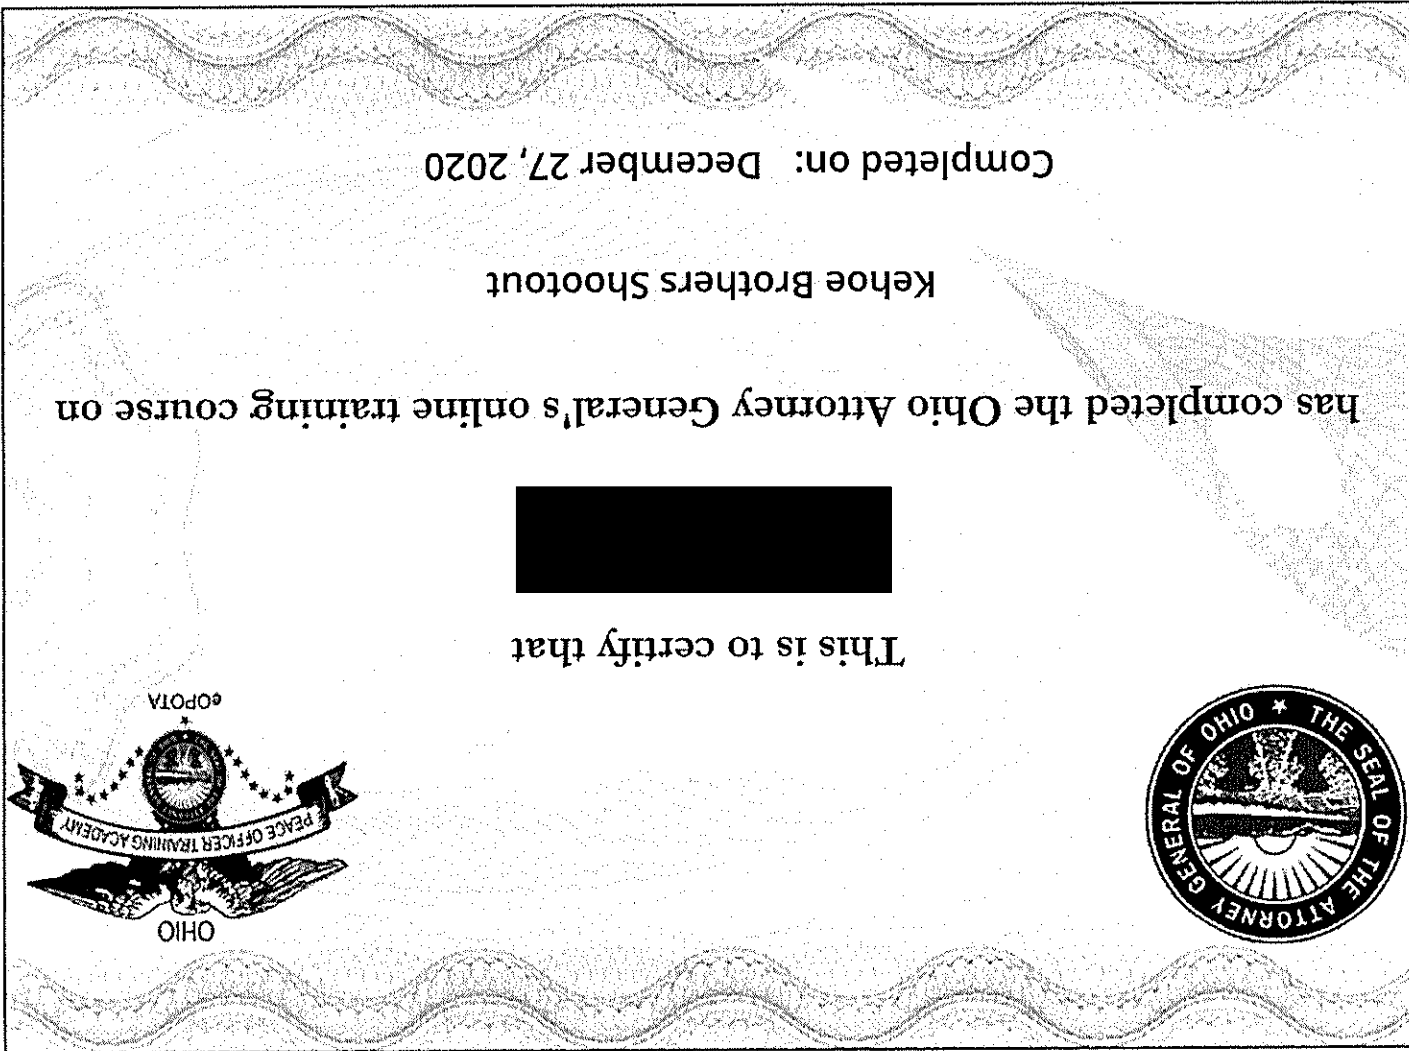 THE SEAL OF THE ATTORNEY GENERAL OF OHIO
OHIO
PEACE OFFICER TRAINING ACADEMY
eOPOTA
This is to certify that
has completed the Ohio Attorney General's online training course on
Kehoe Brothers Shootout
Completed on: December 27, 2020